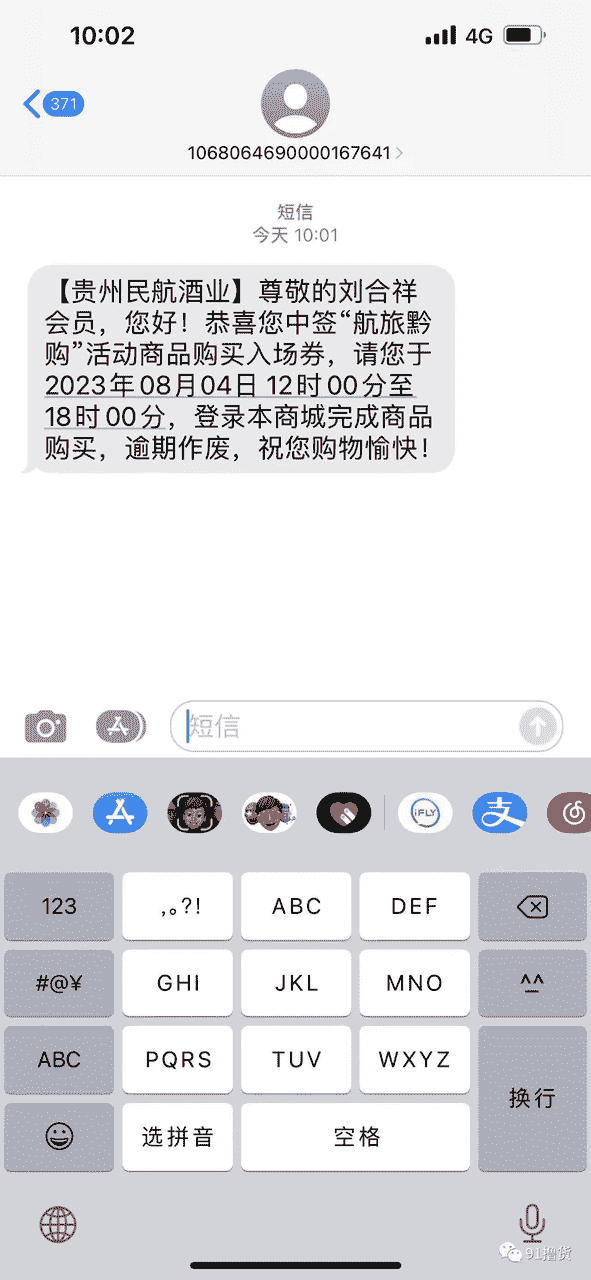 10:02
4G
371
1068064690000167641
短信
今天 10:01
【贵州民航酒业】尊敬的刘合祥
会员，您好！恭喜您中签“航旅黔
购”活动商品购买入场券，请您于
2023年08月04日 12时00分至
18时00分，登录本商城完成商品
购买，逾期作废，祝您购物愉快！
短信
iFLY
支
123
,。?!
ABC
DEF
#@¥
GHI
JKL
MNO
^^
ABC
PQRS
TUV
WXYZ
换行
选拼音
空格
91撸货